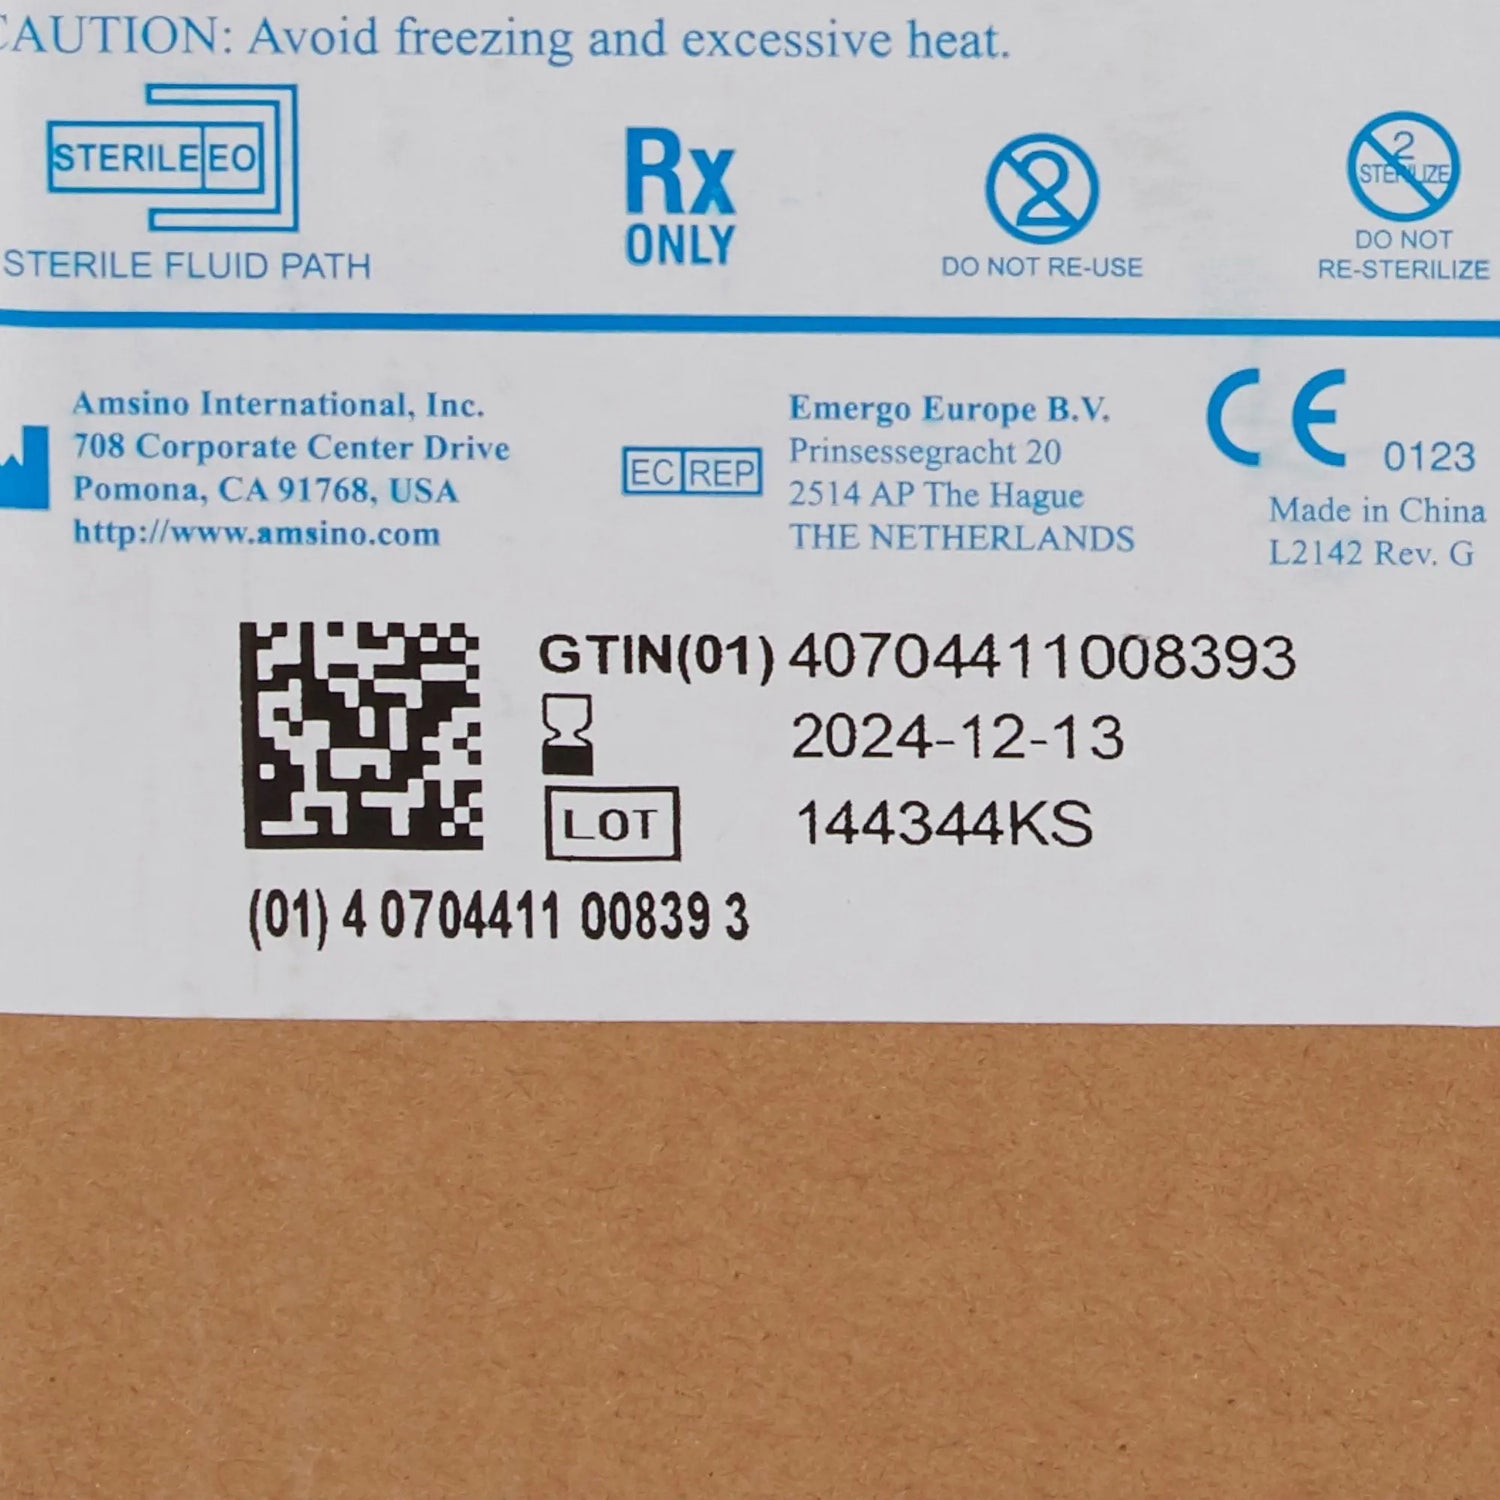 CAUTION: Avoid freezing and excessive heat.
STERILE EO
STERILE FLUID PATH
Rx
ONLY
2
DO NOT RE-USE
2
STERILIZE
DO NOT
RE-STERILIZE
Amsino International, Inc.
708 Corporate Center Drive
Pomona, CA 91768, USA
http://www.amsino.com
EC REP
Emergo Europe B.V.
Prinsessegracht 20
2514 AP The Hague
THE NETHERLANDS
CE 0123
Made in China
L2142 Rev. G
GTIN(01) 40704411008393
2024-12-13
LOT 144344KS
(01) 4 0704411 00839 3